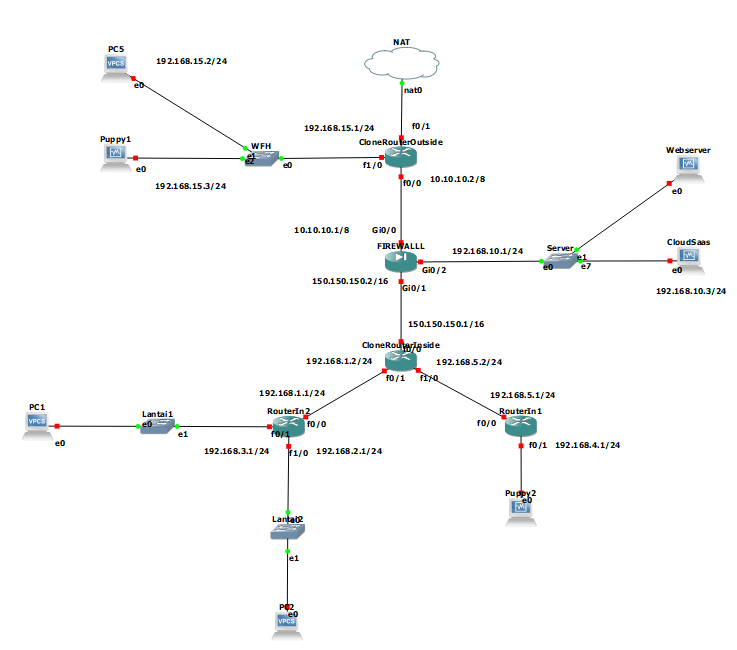 NAT
PC5
192.168.15.2/24
VPCS
e0
nat0
192.168.15.1/24
f0/1
Puppy1
WFH
CloneRouterOutside
e1
e2
e0
f1/0
e0
192.168.15.3/24
f0/0
10.10.10.2/8
Webserver
e0
10.10.10.1/8
Gi0/0
FIREWALLL
192.168.10.1/24
Server
CloudSaas
Gi0/2
e0
e1
e7
e0
150.150.150.2/16
Gi0/1
192.168.10.3/24
150.150.150.1/16
CloneRouterInside
f0/0
192.168.1.2/24
192.168.5.2/24
f0/1
f1/0
192.168.1.1/24
192.168.5.1/24
PC1
VPCS
e0
Lantai1
e0
e1
RouterIn2
f0/0
f0/1
f1/0
192.168.3.1/24
192.168.2.1/24
RouterIn1
f0/0
f0/1
192.168.4.1/24
Puppy2
e0
Lantai2
e0
e1
PC2
e0
VPCS